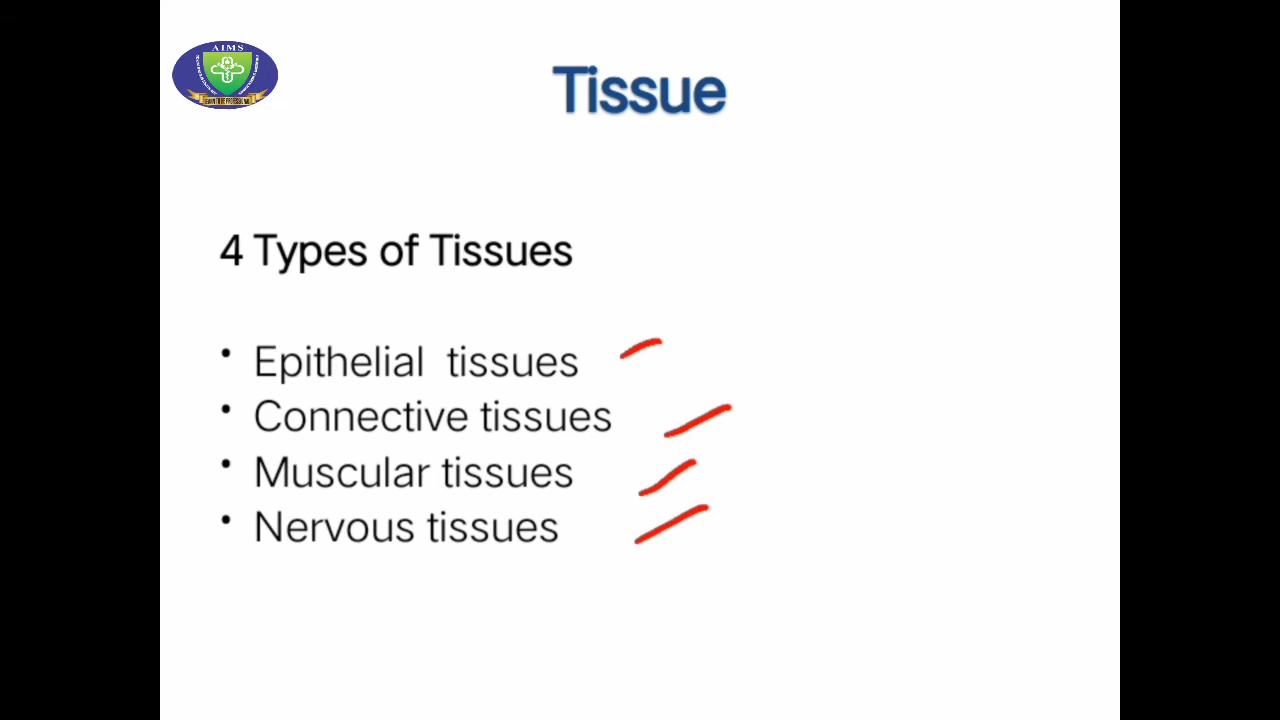 AIMS
Tissue
4 Types of Tissues
• Epithelial tissues
• Connective tissues
• Muscular tissues
• Nervous tissues